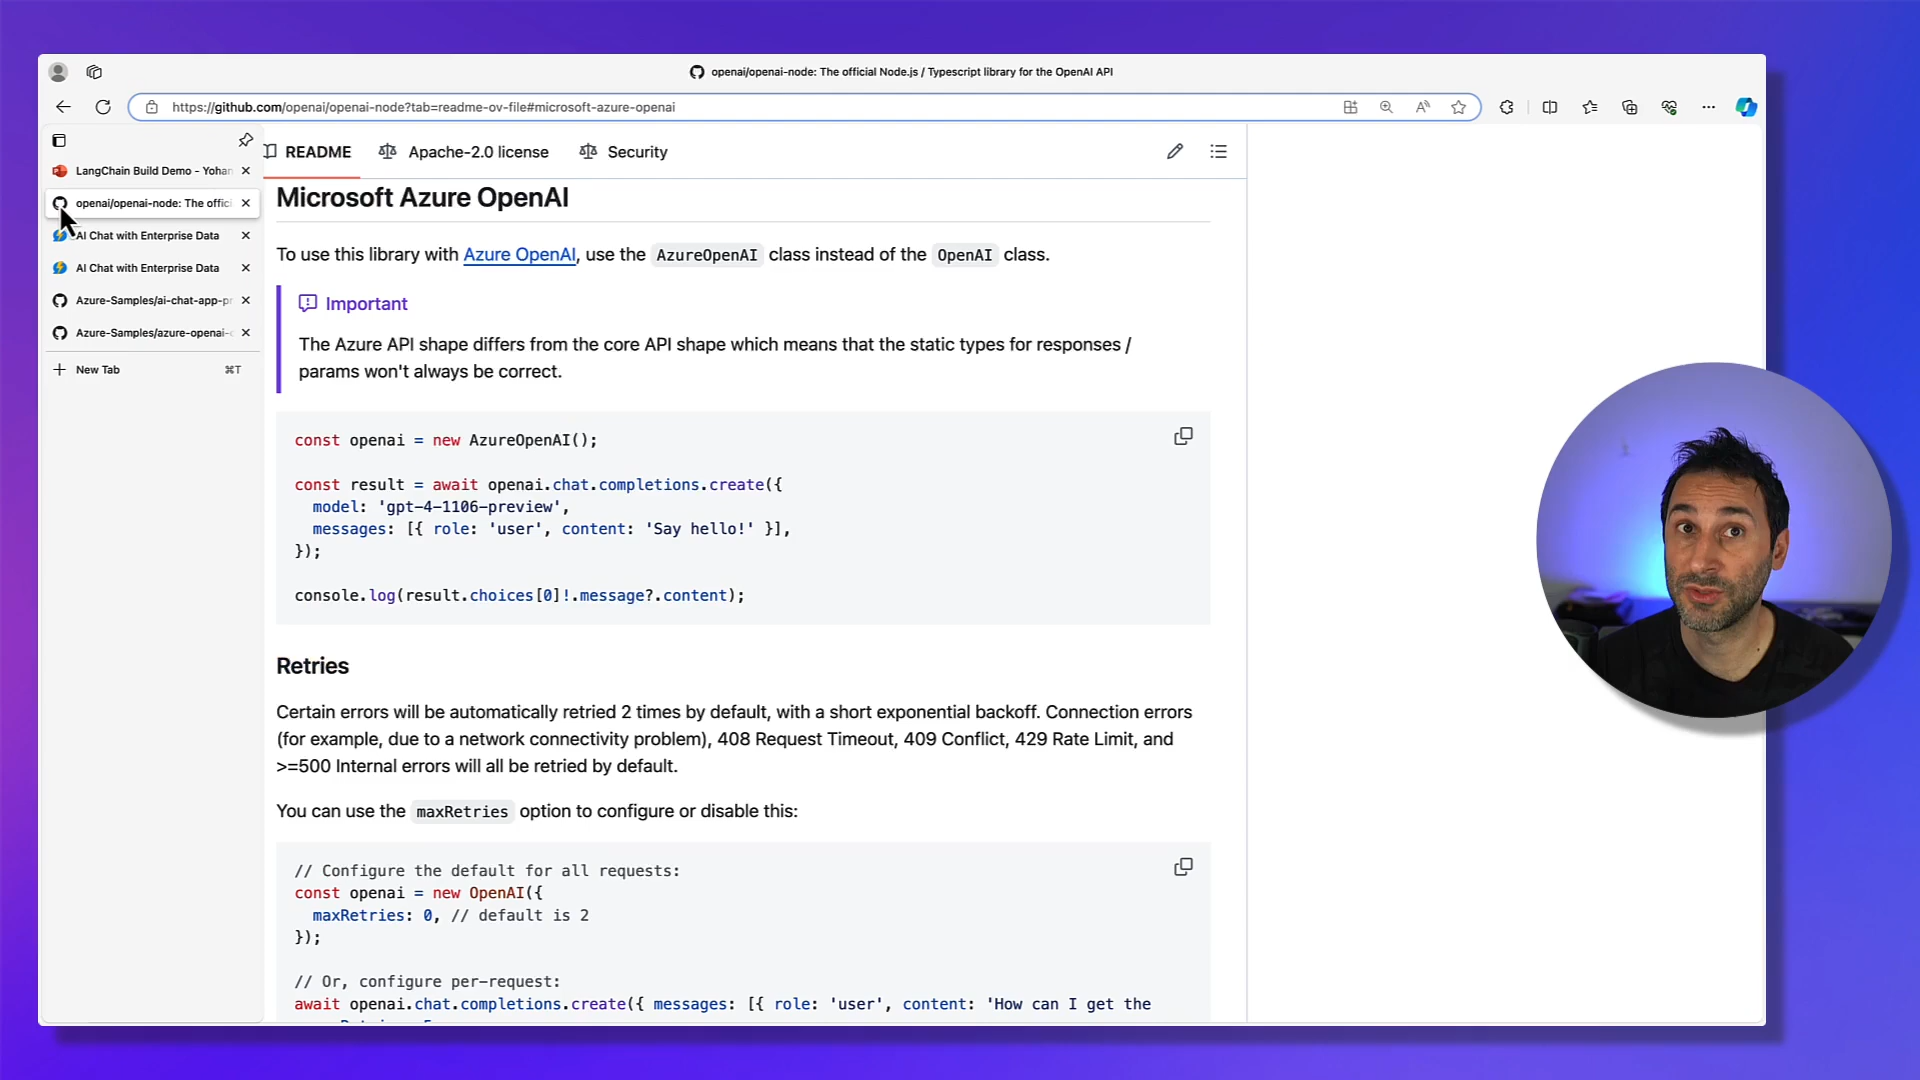 openai/openai-node: The official Node.js / Typescript library for the OpenAI API
https://github.com/openai/openai-node?tab=readme-ov-file#microsoft-azure-openai
LangChain Build Demo - Yohan
openai/openai-node: The offici
AI Chat with Enterprise Data
AI Chat with Enterprise Data
Azure-Samples/ai-chat-app-pr
Azure-Samples/azure-openai-
New Tab ⌘T
README Apache-2.0 license Security
Microsoft Azure OpenAI
To use this library with Azure OpenAI, use the AzureOpenAI class instead of the OpenAI class.
Important
The Azure API shape differs from the core API shape which means that the static types for responses /
params won't always be correct.
const openai = new AzureOpenAI();
const result = await openai.chat.completions.create({
model: 'gpt-4-1106-preview',
messages: [{ role: 'user', content: 'Say hello!' }],
});
console.log(result.choices[0]!.message?.content);
Retries
Certain errors will be automatically retried 2 times by default, with a short exponential backoff. Connection errors
(for example, due to a network connectivity problem), 408 Request Timeout, 409 Conflict, 429 Rate Limit, and
>=500 Internal errors will all be retried by default.
You can use the maxRetries option to configure or disable this:
// Configure the default for all requests:
const openai = new OpenAI({
maxRetries: 0, // default is 2
});
// Or, configure per-request:
await openai.chat.completions.create({ messages: [{ role: 'user', content: 'How can I get the